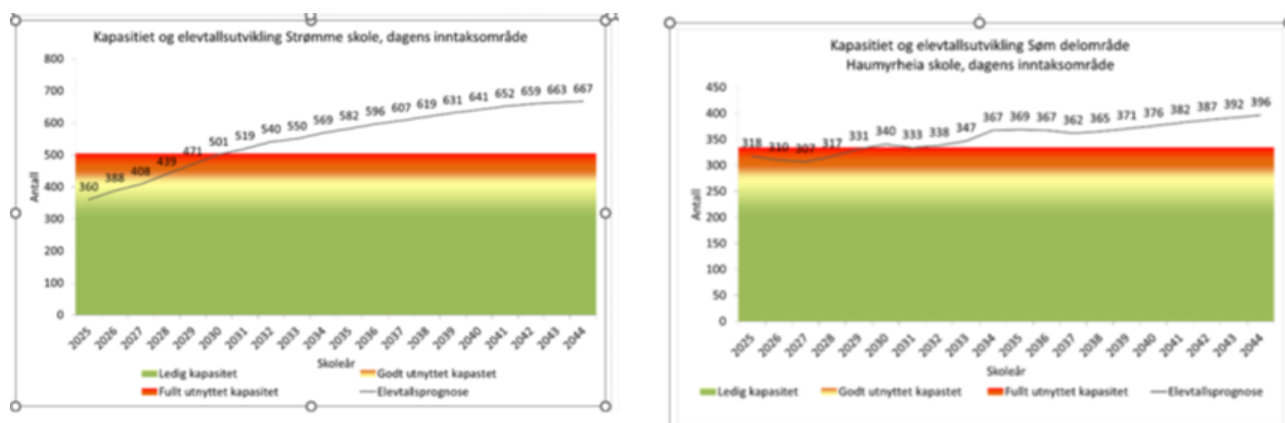 Kapasitiet og elevtallsutvikling Strømme skole, dagens inntaksområde
800
700
600
500
400
300
200
100
0
Antall
360 388 408 439 471 501 519 540 550 569 582 596 607 619 631 641 652 659 663 667
2025 2026 2027 2028 2029 2030 2031 2032 2033 2034 2035 2036 2037 2038 2039 2040 2041 2042 2043 2044
Skoleår
Ledig kapasitet Godt utnyttet kapastet
Fullt utnyttet kapasitet Elevtallsprognose
Kapasitiet og elevtallsutvikling Søm delområde
Haumyrheia skole, dagens inntaksområde
450
400
350
300
250
200
150
100
50
0
Antall
318 310 307 317 331 340 333 338 347 367 369 367 362 365 371 376 382 387 392 396
2025 2026 2027 2028 2029 2030 2031 2032 2033 2034 2035 2036 2037 2038 2039 2040 2041 2042 2043 2044
Skoleår
Ledig kapasitet Godt utnyttet kapastet Fullt utnyttet kapasitet Elevtallsprognose